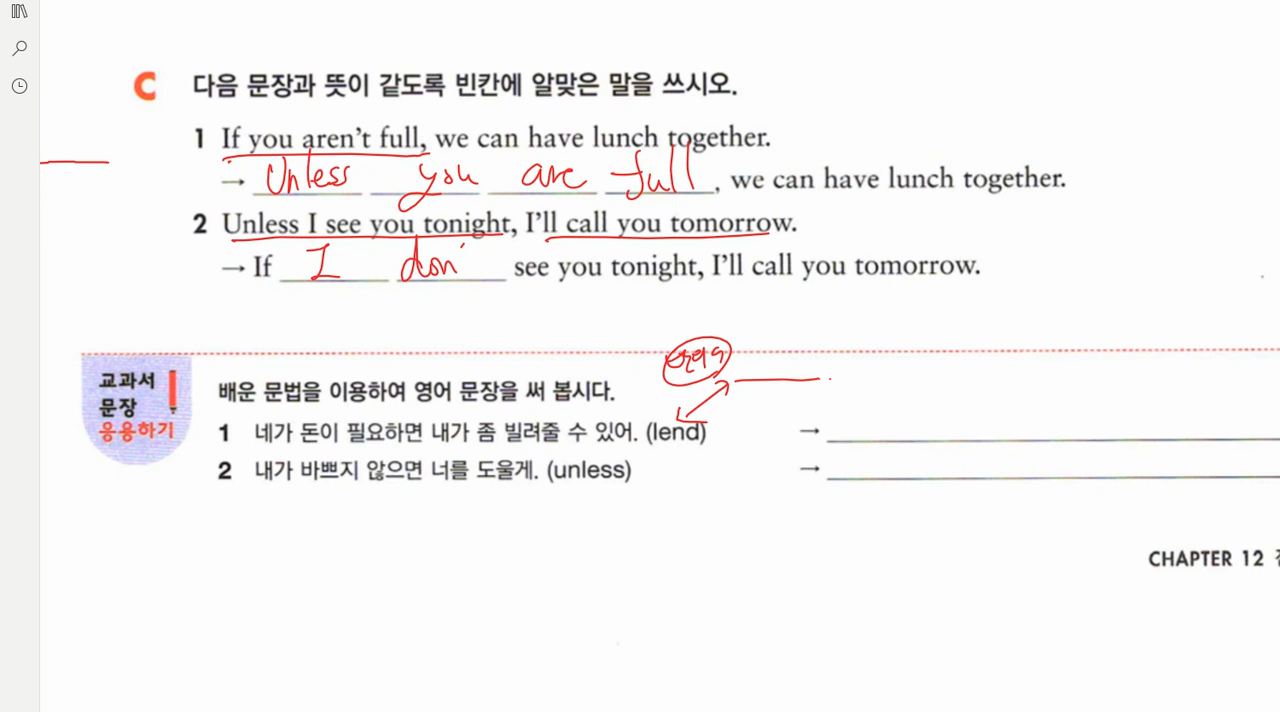 C 다음 문장과 뜻이 같도록 빈칸에 알맞은 말을 쓰시오.
1 If you aren't full, we can have lunch together.
→ Unless you are full, we can have lunch together.
2 Unless I see you tonight, I'll call you tomorrow.
→ If I don' see you tonight, I'll call you tomorrow.
교과서
문장
응용하기
배운 문법을 이용하여 영어 문장을 써 봅시다.
1 네가 돈이 필요하면 내가 좀 빌려줄 수 있어. (lend) →
2 내가 바쁘지 않으면 너를 도울게. (unless) →
CHAPTER 12